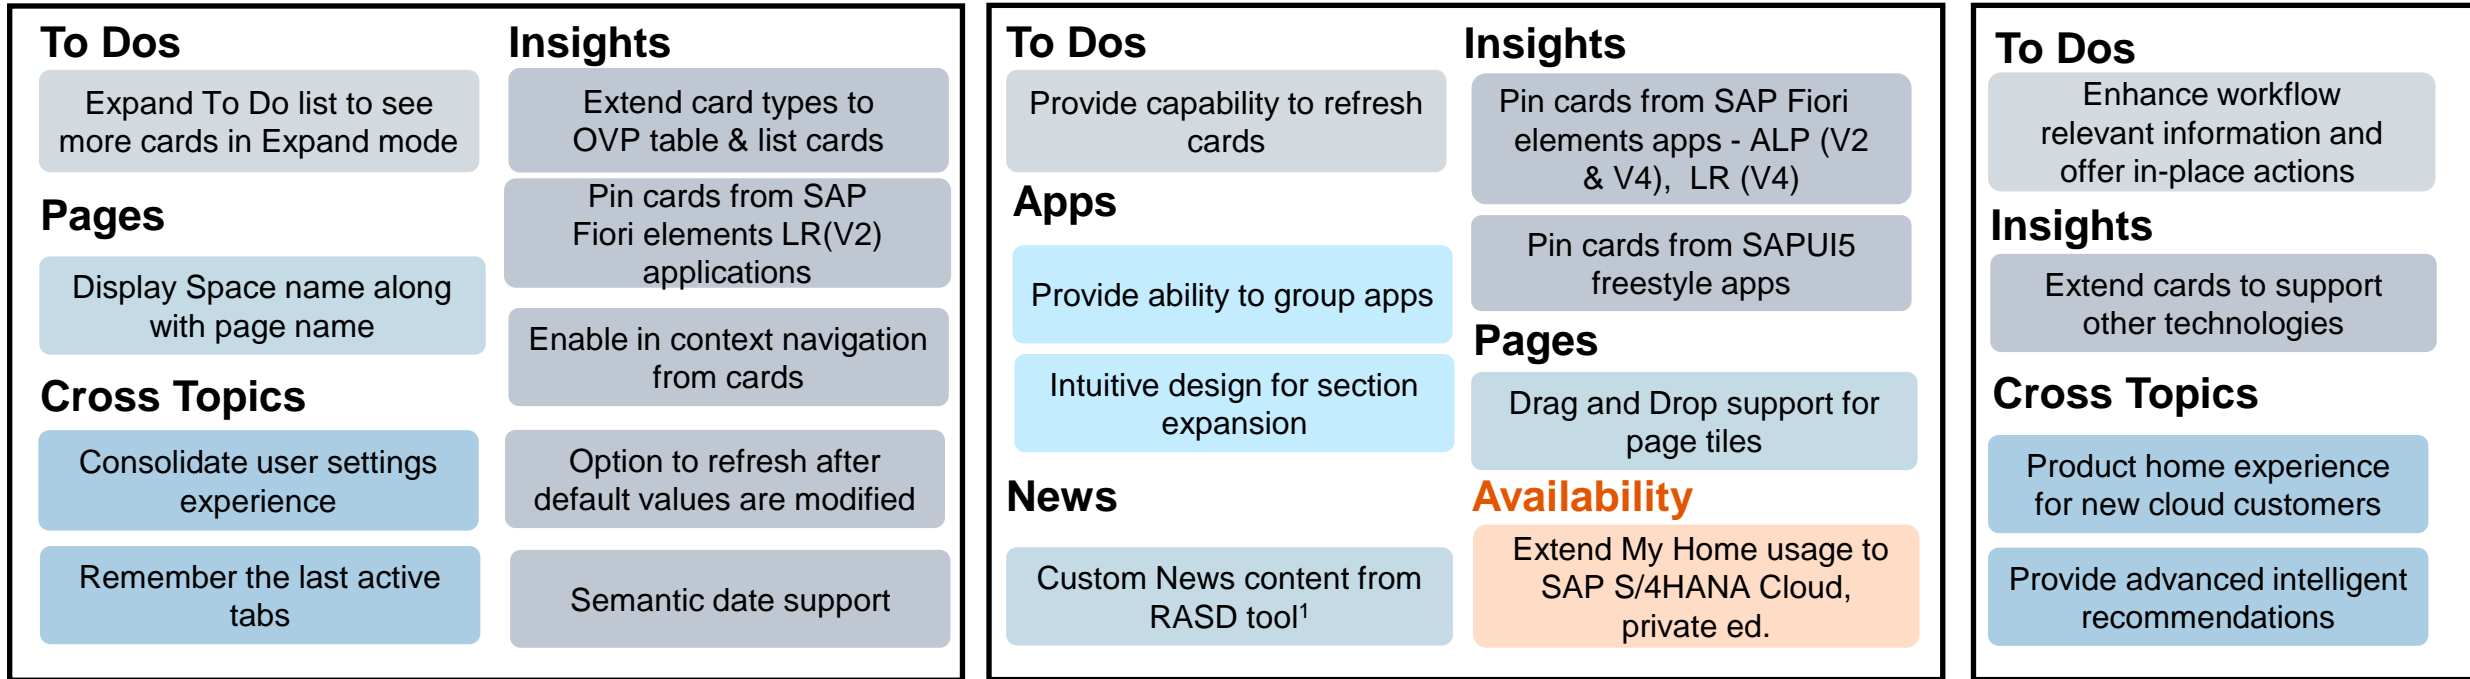 To Dos
Expand To Do list to see
more cards in Expand mode
Pages
Display Space name along
with page name
Cross Topics
Consolidate user settings
experience
Remember the last active
tabs
Insights
Extend card types to
OVP table & list cards
Pin cards from SAP
Fiori elements LR(V2)
applications
Enable in context navigation
from cards
Option to refresh after
default values are modified
Semantic date support
To Dos
Provide capability to refresh
cards
Apps
Provide ability to group apps
Intuitive design for section
expansion
News
Custom News content from
RASD tool¹
Insights
Pin cards from SAP Fiori
elements apps - ALP (V2
& V4), LR (V4)
Pin cards from SAPUI5
freestyle apps
Pages
Drag and Drop support for
page tiles
Availability
Extend My Home usage to
SAP S/4HANA Cloud,
private ed.
To Dos
Enhance workflow
relevant information and
offer in-place actions
Insights
Extend cards to support
other technologies
Cross Topics
Product home experience
for new cloud customers
Provide advanced intelligent
recommendations